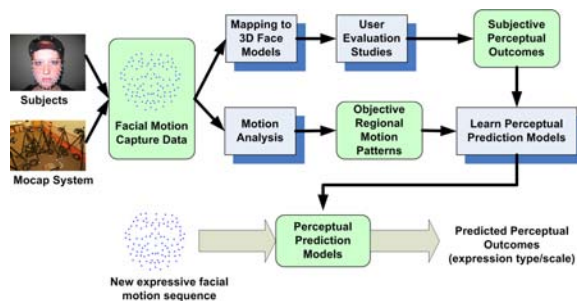 Subjects
Mocap System
Facial Motion
Capture Data
Mapping to
3D Face
Models
User
Evaluation
Studies
Subjective
Perceptual
Outcomes
Motion
Analysis
Objective
Regional
Motion
Patterns
Learn Perceptual
Prediction Models
New expressive facial
motion sequence
Perceptual
Prediction
Models
Predicted Perceptual
Outcomes
(expression type/scale)